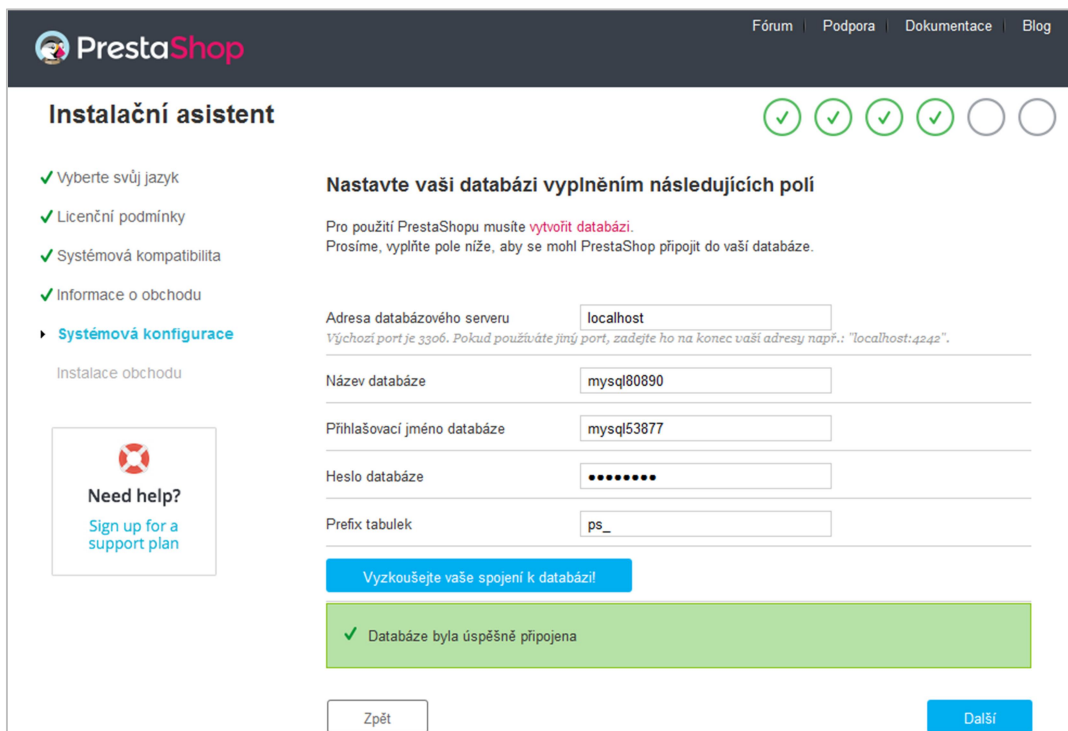 PrestaShop
Fórum | Podpora | Dokumentace | Blog
Instalační asistent
Vyberte svůj jazyk
Licenční podmínky
Systémová kompatibilita
Informace o obchodu
Systémová konfigurace
Instalace obchodu
Need help?
Sign up for a
support plan
Nastavte vaši databázi vyplněním následujících polí
Pro použití PrestaShopu musíte vytvořit databázi.
Prosíme, vyplňte pole níže, aby se mohl PrestaShop připojit do vaší databáze.
Adresa databázového serveru localhost
Výchozí port je 3306. Pokud používáte jiný port, zadejte ho na konec vaší adresy např.: "localhost:4242".
Název databáze mysql80890
Přihlašovací jméno databáze mysql53877
Heslo databáze ••••••••
Prefix tabulek ps_
Vyzkoušejte vaše spojení k databázi!
Databáze byla úspěšně připojena
Zpět
Další